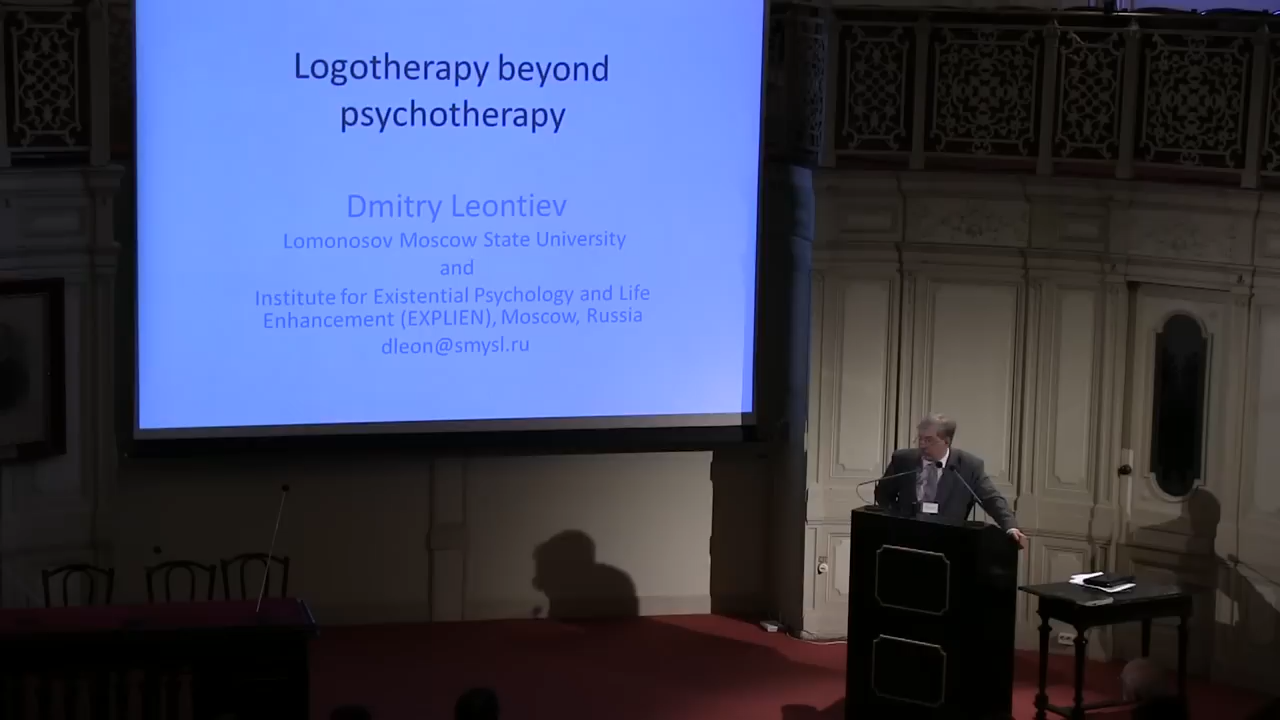 Logotherapy beyond
psychotherapy
Dmitry Leontiev
Lomonosov Moscow State University
and
Institute for Existential Psychology and Life
Enhancement (EXPLIEN), Moscow, Russia
dleon@smysl.ru